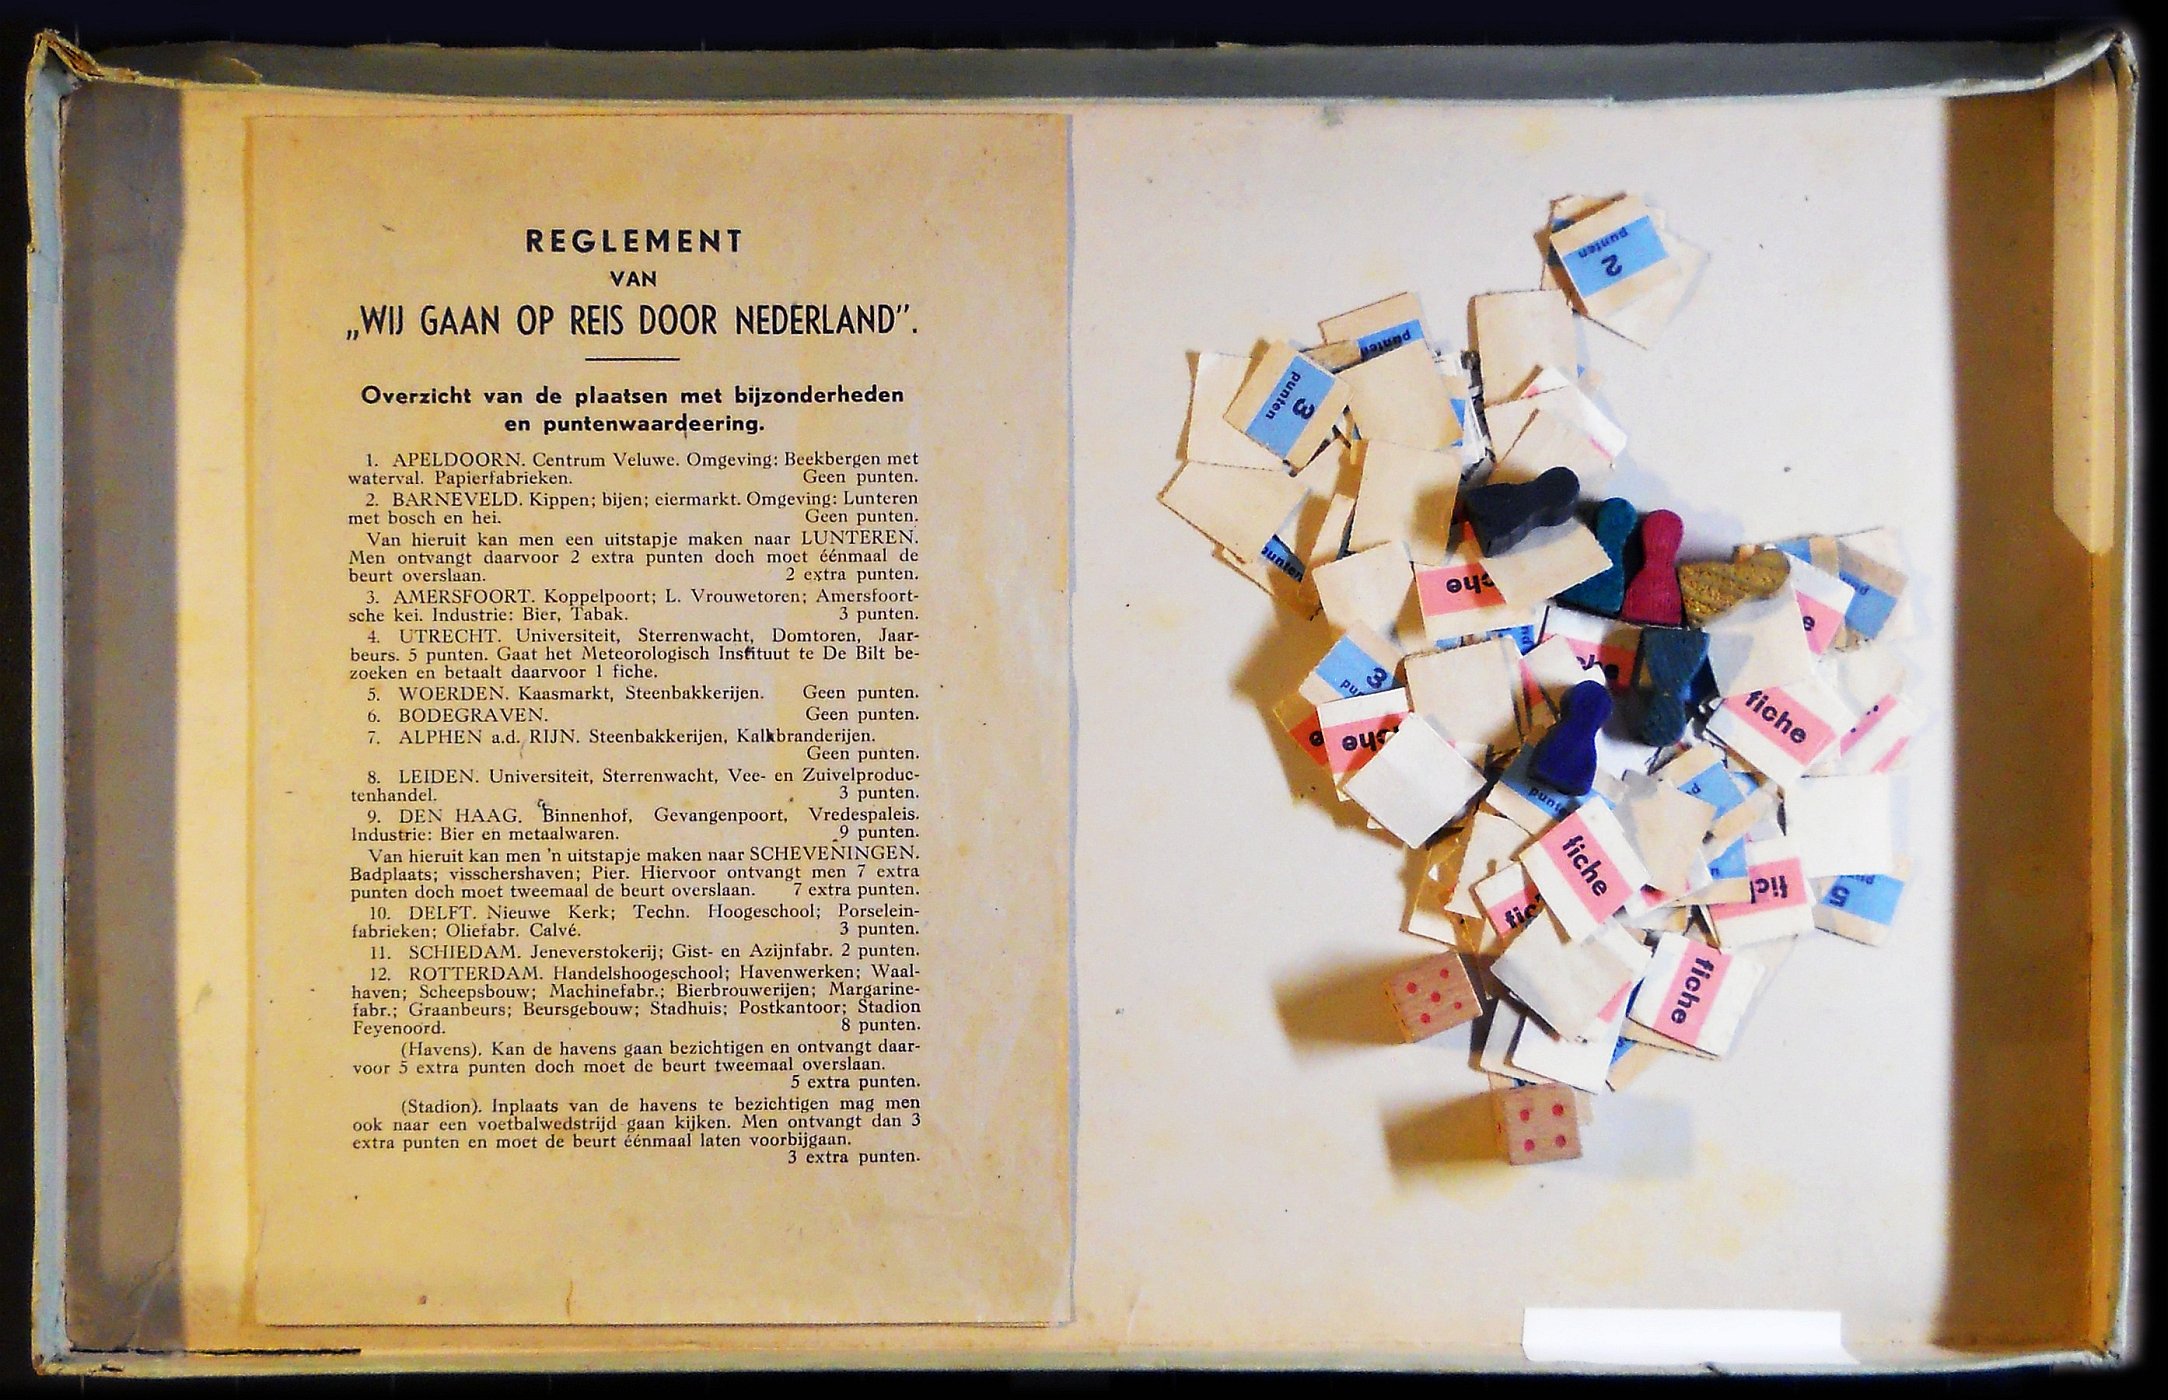 REGLEMENT
VAN
„WIJ GAAN OP REIS DOOR NEDERLAND”.
Overzicht van de plaatsen met bijzonderheden
en puntenwaardeering.
1. APELDOORN. Centrum Veluwe. Omgeving: Beekbergen met
waterval. Papierfabrieken. Geen punten.
2. BARNEVELD. Kippen; bijen; eiermarkt. Omgeving: Lunteren
met bosch en hei. Geen punten.
Van hieruit kan men een uitstapje maken naar LUNTEREN.
Men ontvangt daarvoor 2 extra punten doch moet éénmaal de
beurt overslaan. 2 extra punten.
3. AMERSFOORT. Koppelpoort; L. Vrouwetoren; Amersfoort-
sche kei. Industrie: Bier, Tabak. 3 punten.
4. UTRECHT. Universiteit, Sterrenwacht, Domtoren, Jaar-
beurs. 5 punten. Gaat het Meteorologisch Instituut te De Bilt be-
zoeken en betaalt daarvoor 1 fiche.
5. WOERDEN. Kaasmarkt, Steenbakkerijen. Geen punten.
6. BODEGRAVEN. Geen punten.
7. ALPHEN a.d. RIJN. Steenbakkerijen, Kalkbranderijen.
Geen punten.
8. LEIDEN. Universiteit, Sterrenwacht, Vee- en Zuivelproduc-
tenhandel. 3 punten.
9. DEN HAAG. Binnenhof, Gevangenpoort, Vredespaleis.
Industrie: Bier en metaalwaren. 9 punten.
Van hieruit kan men 'n uitstapje maken naar SCHEVENINGEN.
Badplaats; visschershaven; Pier. Hiervoor ontvangt men 7 extra
punten doch moet tweemaal de beurt overslaan. 7 extra punten.
10. DELFT. Nieuwe Kerk; Techn. Hoogeschool; Porselein-
fabrieken; Oliefabr. Calvé. 3 punten.
11. SCHIEDAM. Jeneverstokerij; Gist- en Azijnfabr. 2 punten.
12. ROTTERDAM. Handelshoogeschool; Havenwerken; Waal-
haven; Scheepsbouw; Machinefabr.; Bierbrouwerijen; Margarine-
fabr.; Graanbeurs; Beursgebouw; Stadhuis; Postkantoor; Stadion
Feyenoord. 8 punten.
(Havens). Kan de havens gaan bezichtigen en ontvangt daar-
voor 5 extra punten doch moet de beurt tweemaal overslaan.
5 extra punten.
(Stadion). Inplaats van de havens te bezichtigen mag men
ook naar een voetbalwedstrijd gaan kijken. Men ontvangt dan 3
extra punten en moet de beurt éénmaal laten voorbijgaan.
3 extra punten.
2 punten
punten
3 punten
punten
3
fiche
fiche
5
fiche